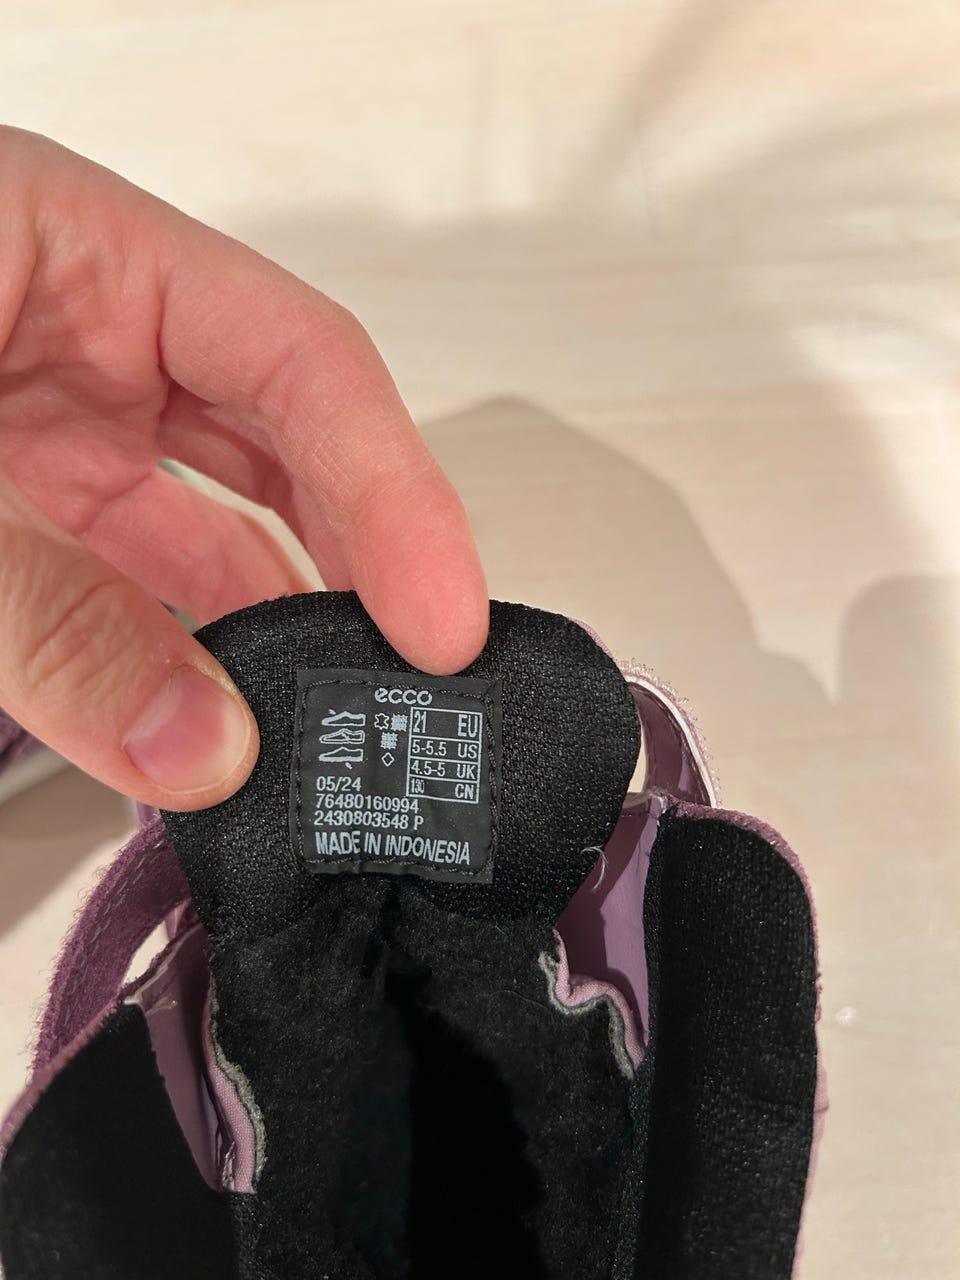 ecco
21 EU
5-5.5 US
4.5-5 UK
130 CN
05/24
76480160994
2430803548 P
MADE IN INDONESIA